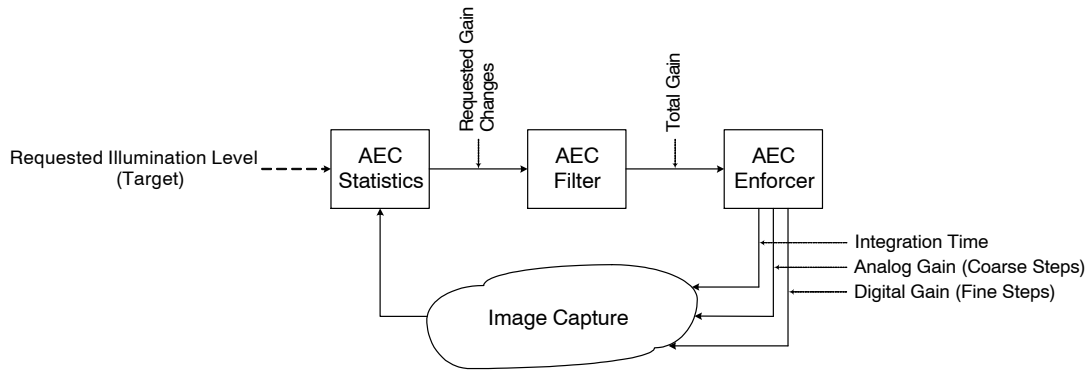 Requested Gain
Changes
Total Gain
Requested Illumination Level
(Target)
AEC
Statistics
AEC
Filter
AEC
Enforcer
Integration Time
Analog Gain (Coarse Steps)
Digital Gain (Fine Steps)
Image Capture